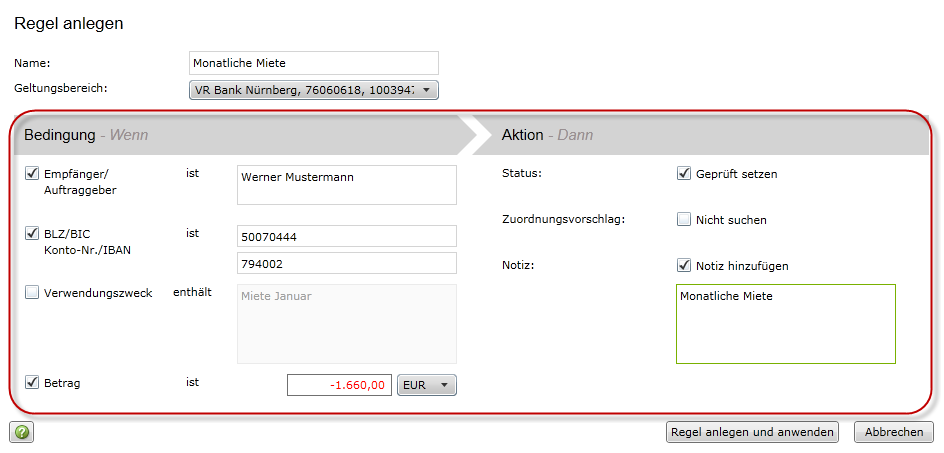 Regel anlegen
Name: Monatliche Miete
Geltungsbereich: VR Bank Nürnberg, 76060618, 1003947
Bedingung - Wenn
Aktion - Dann
Empfänger/ ist Werner Mustermann
Auftraggeber
Status: Geprüft setzen
Zuordnungsvorschlag: Nicht suchen
BLZ/BIC ist 50070444
Konto-Nr./IBAN
794002
Notiz: Notiz hinzufügen
Verwendungszweck enthält Miete Januar
Monatliche Miete
Betrag ist -1.660,00 EUR
?
Regel anlegen und anwenden Abbrechen